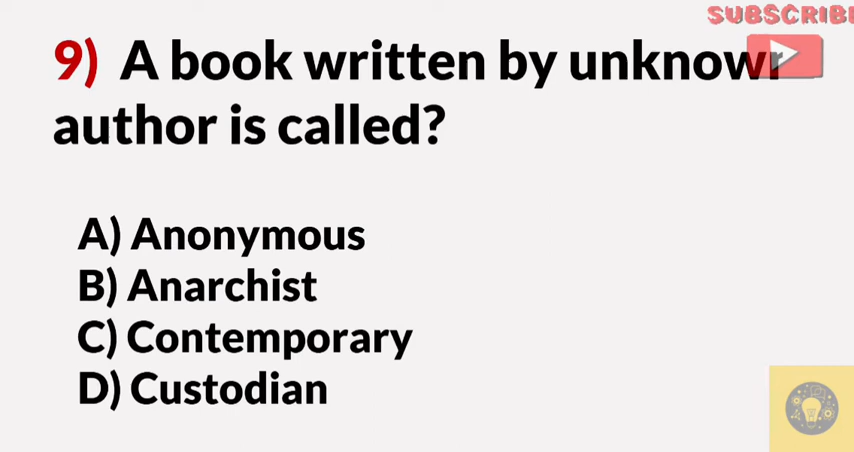 SUBSCRIBE
9) A book written by unknown
author is called?
A) Anonymous
B) Anarchist
C) Contemporary
D) Custodian